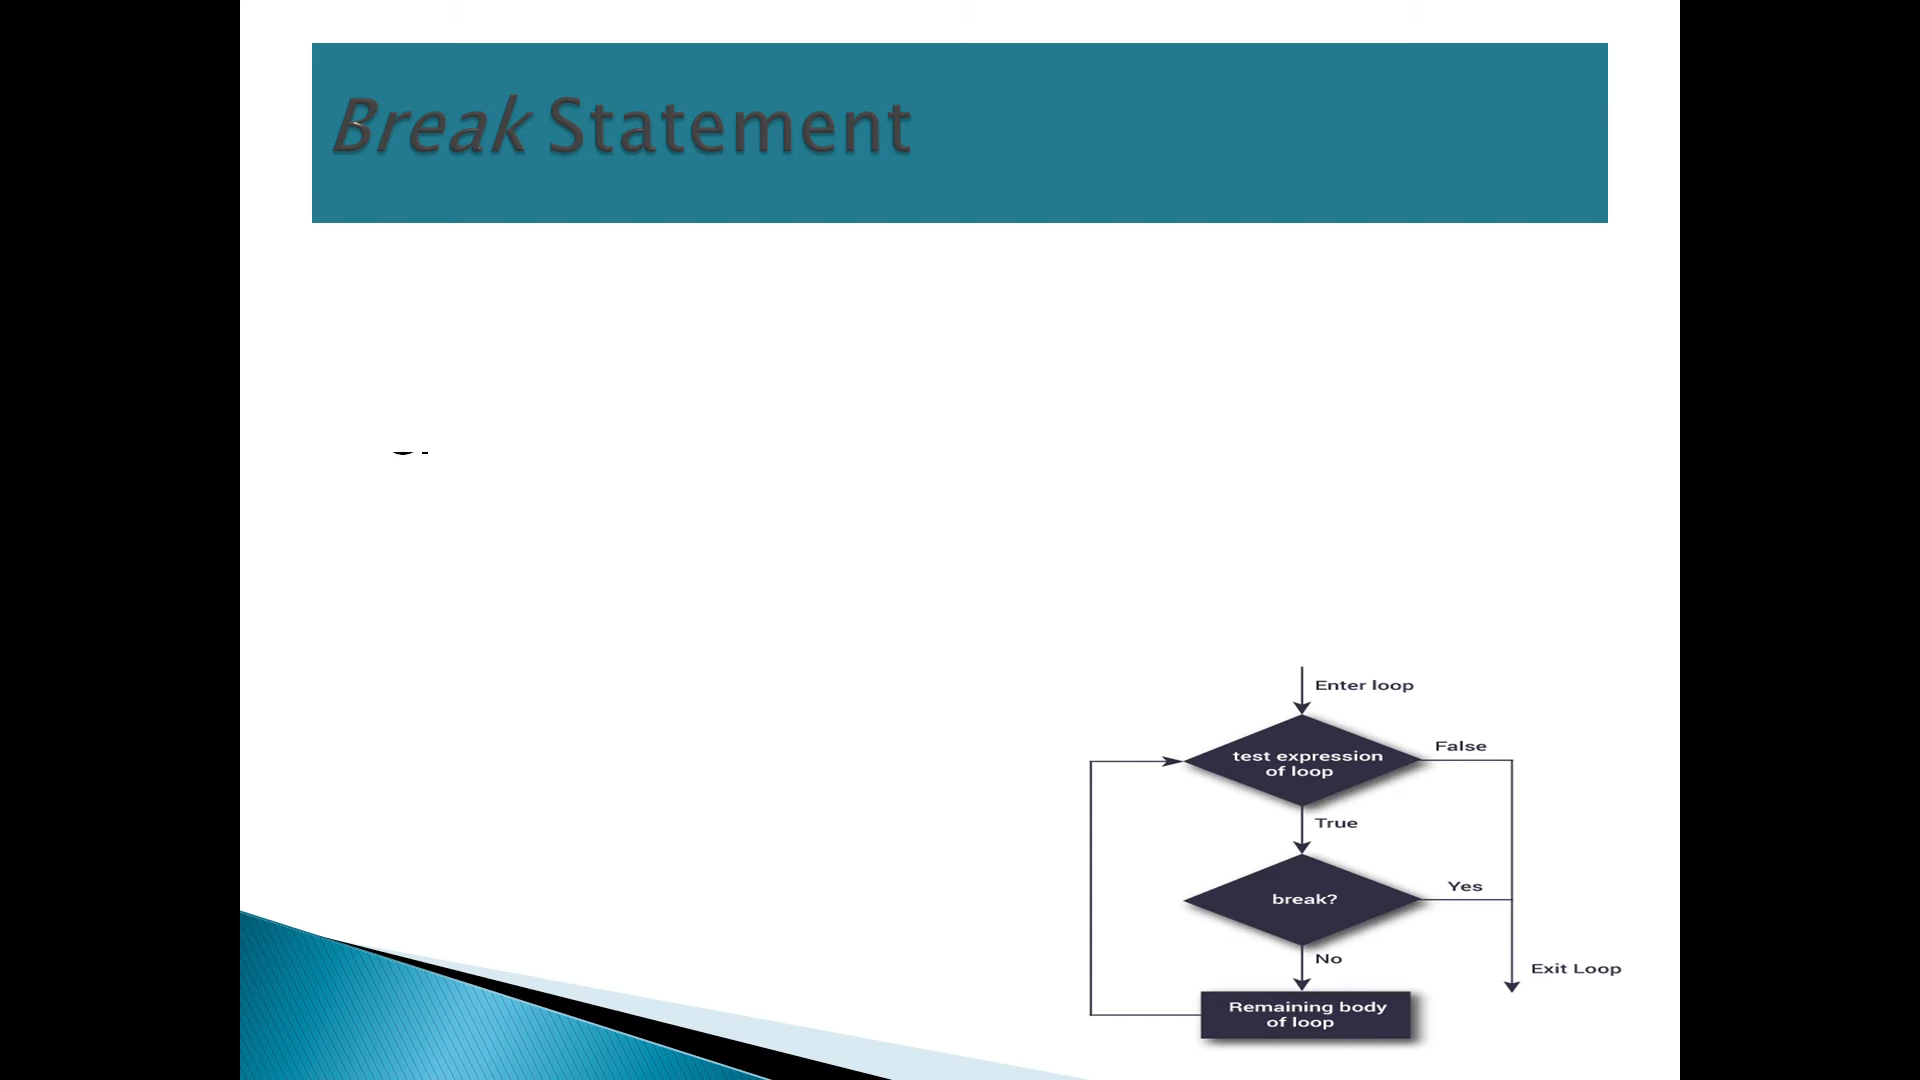 Break Statement
Enter loop
test expression
of loop
False
True
break?
Yes
No
Exit Loop
Remaining body
of loop